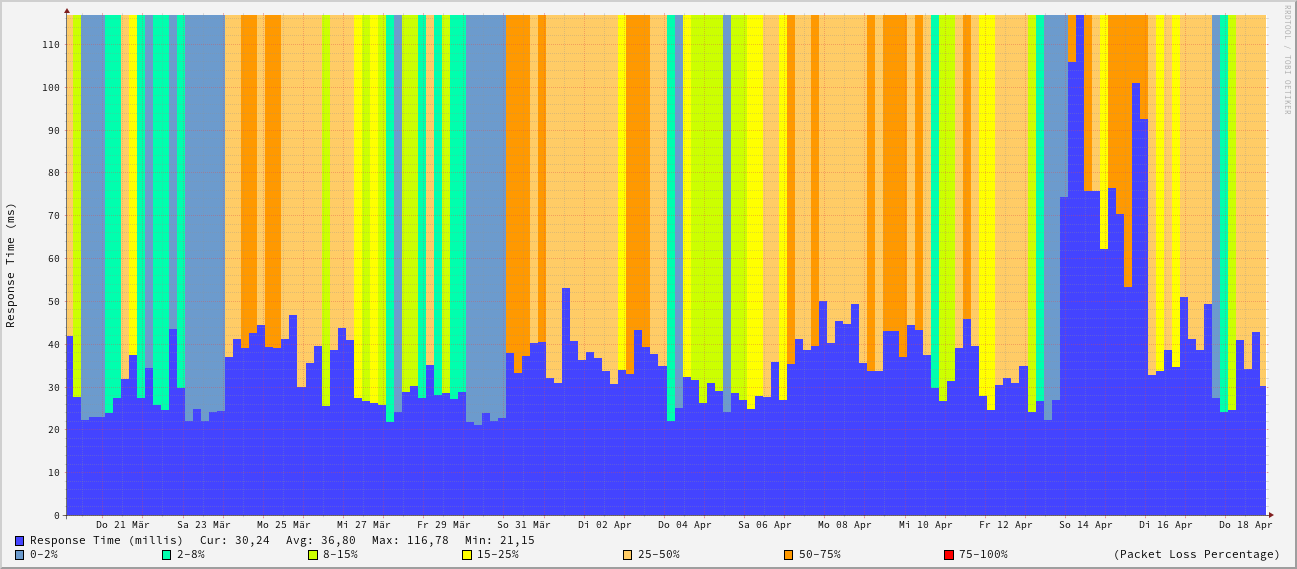 RRDTOOL / TOBI OETIKER
Response Time (ms)
110
100
90
80
70
60
50
40
30
20
10
0
Do 21 Mär Sa 23 Mär Mo 25 Mär Mi 27 Mär Fr 29 Mär So 31 Mär Di 02 Apr Do 04 Apr Sa 06 Apr Mo 08 Apr Mi 10 Apr Fr 12 Apr So 14 Apr Di 16 Apr Do 18 Apr
Response Time (millis) Cur: 30,24 Avg: 36,80 Max: 116,78 Min: 21,15
0-2% 2-8% 8-15% 15-25% 25-50% 50-75% 75-100% (Packet Loss Percentage)